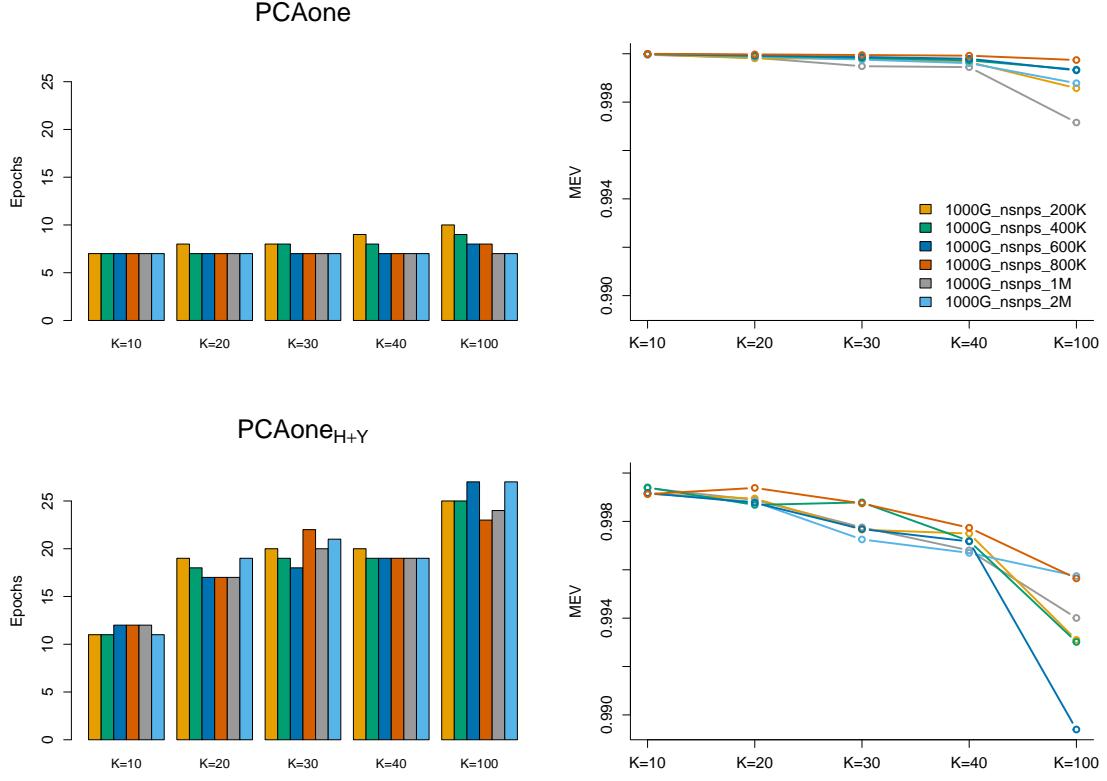 PCAone
Epochs
0
5
10
15
20
25
K=10
K=20
K=30
K=40
K=100
MEV
0.990
0.994
0.998
K=10
K=20
K=30
K=40
K=100
1000G_nsnps_200K
1000G_nsnps_400K
1000G_nsnps_600K
1000G_nsnps_800K
1000G_nsnps_1M
1000G_nsnps_2M
PCAoneH+Y
Epochs
0
5
10
15
20
25
K=10
K=20
K=30
K=40
K=100
MEV
0.990
0.994
0.998
K=10
K=20
K=30
K=40
K=100